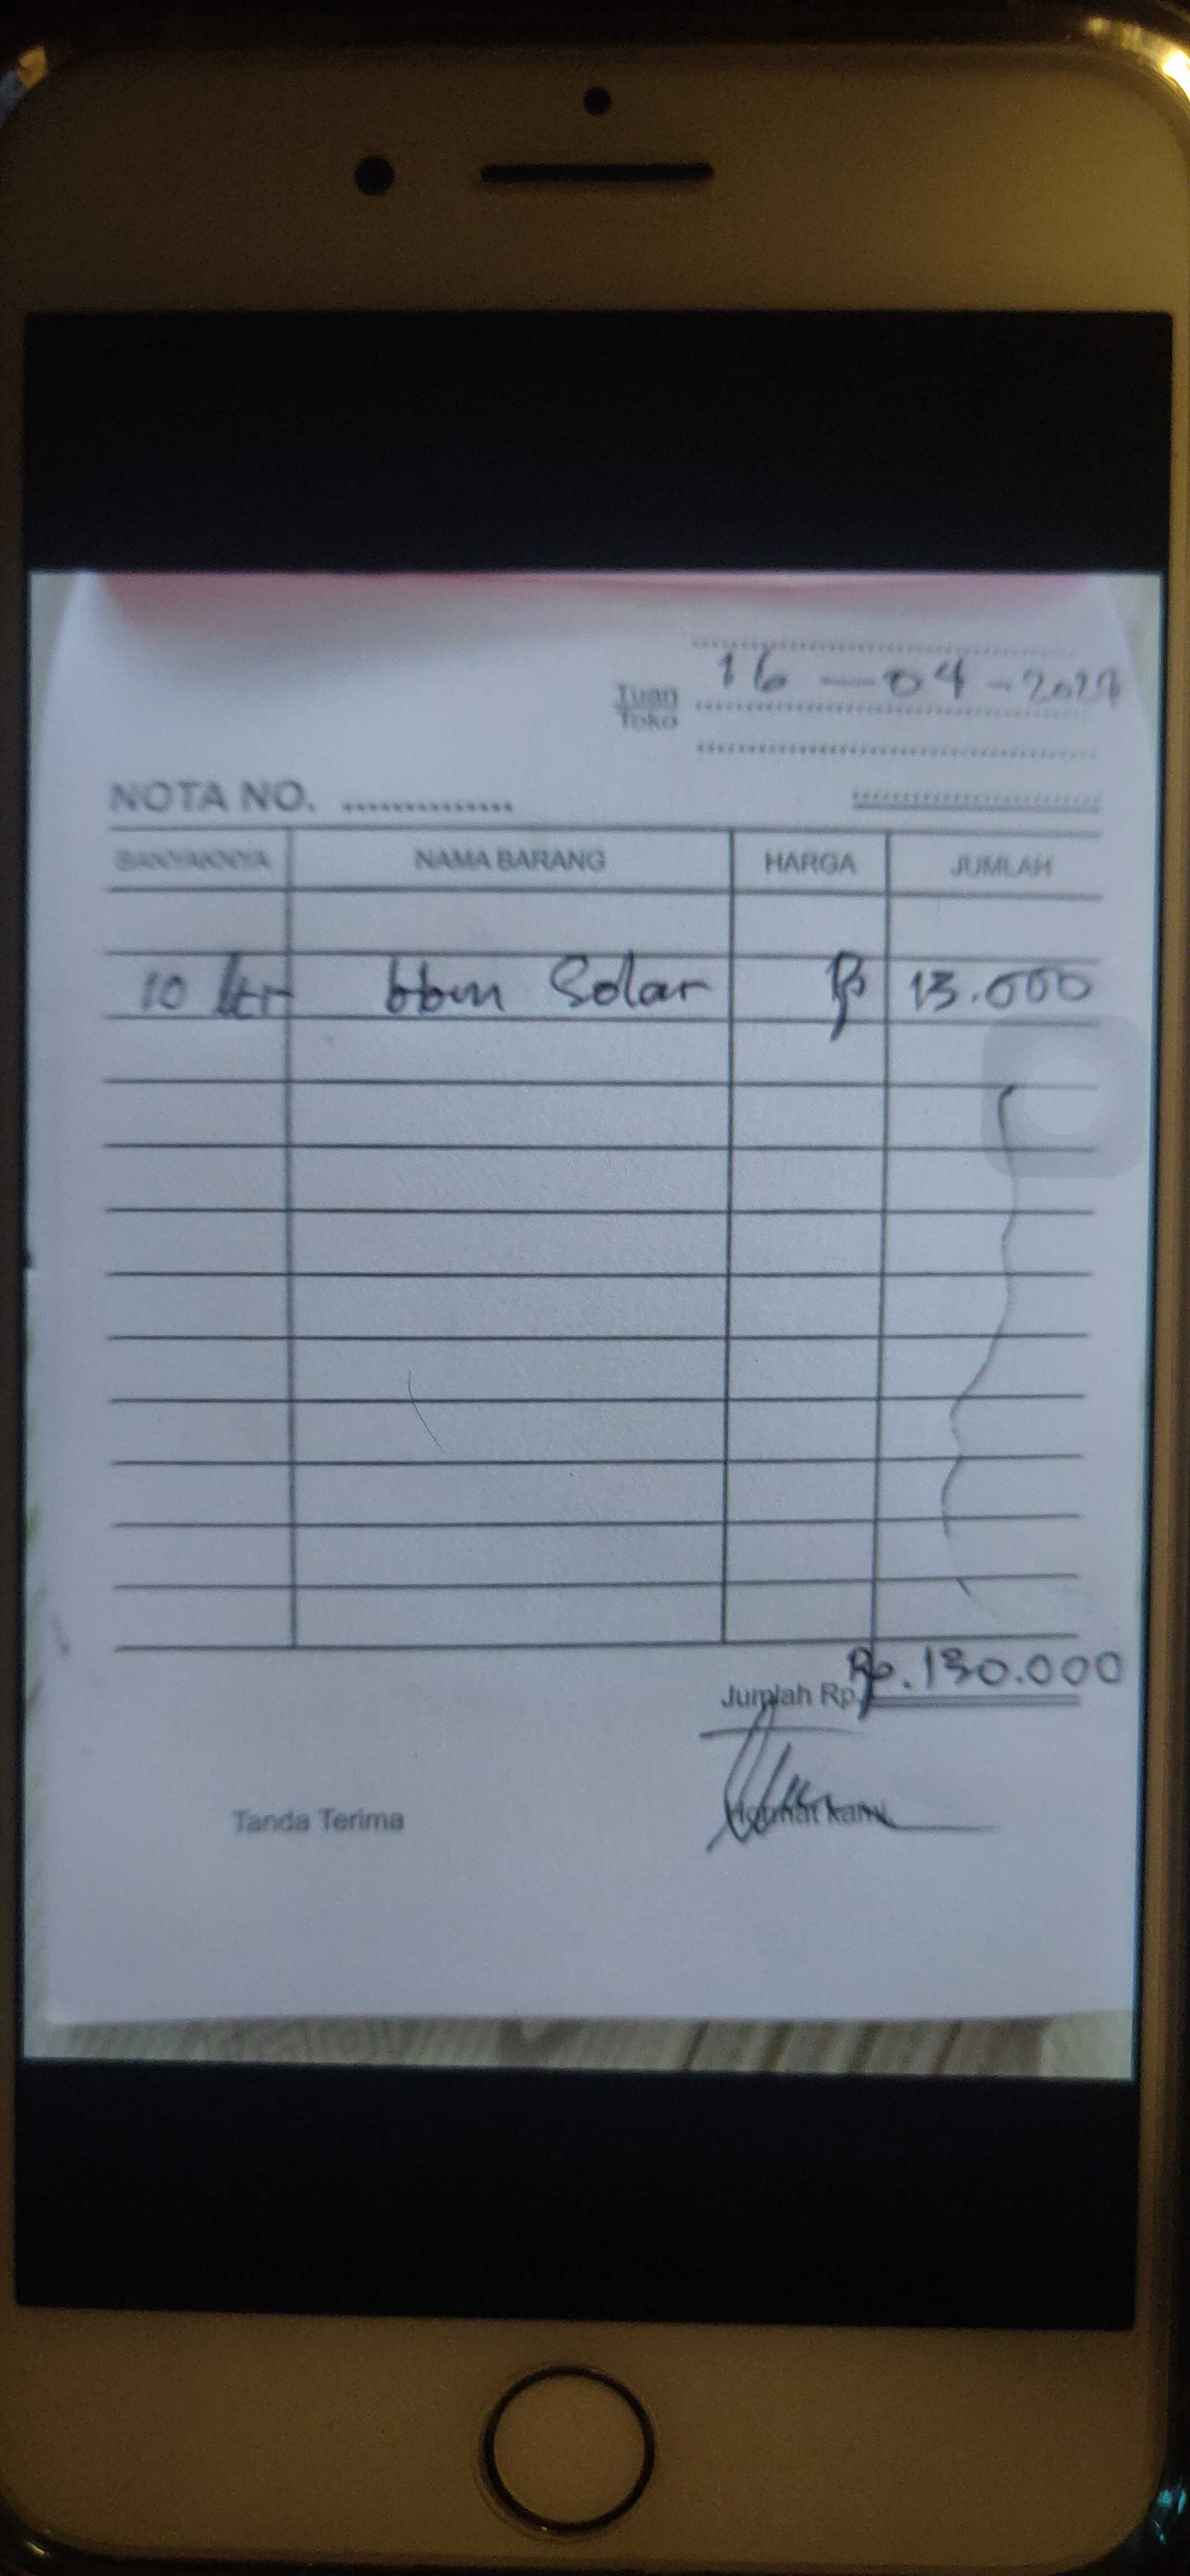 16 - 04 - 2024
Tuan
Toko
NOTA NO. ..............
BANYAKNYA NAMA BARANG HARGA JUMLAH
10 Ltr bbm Solar Rp 13.000
Jumlah Rp. Rp. 130.000
Tanda Terima Hormat kami